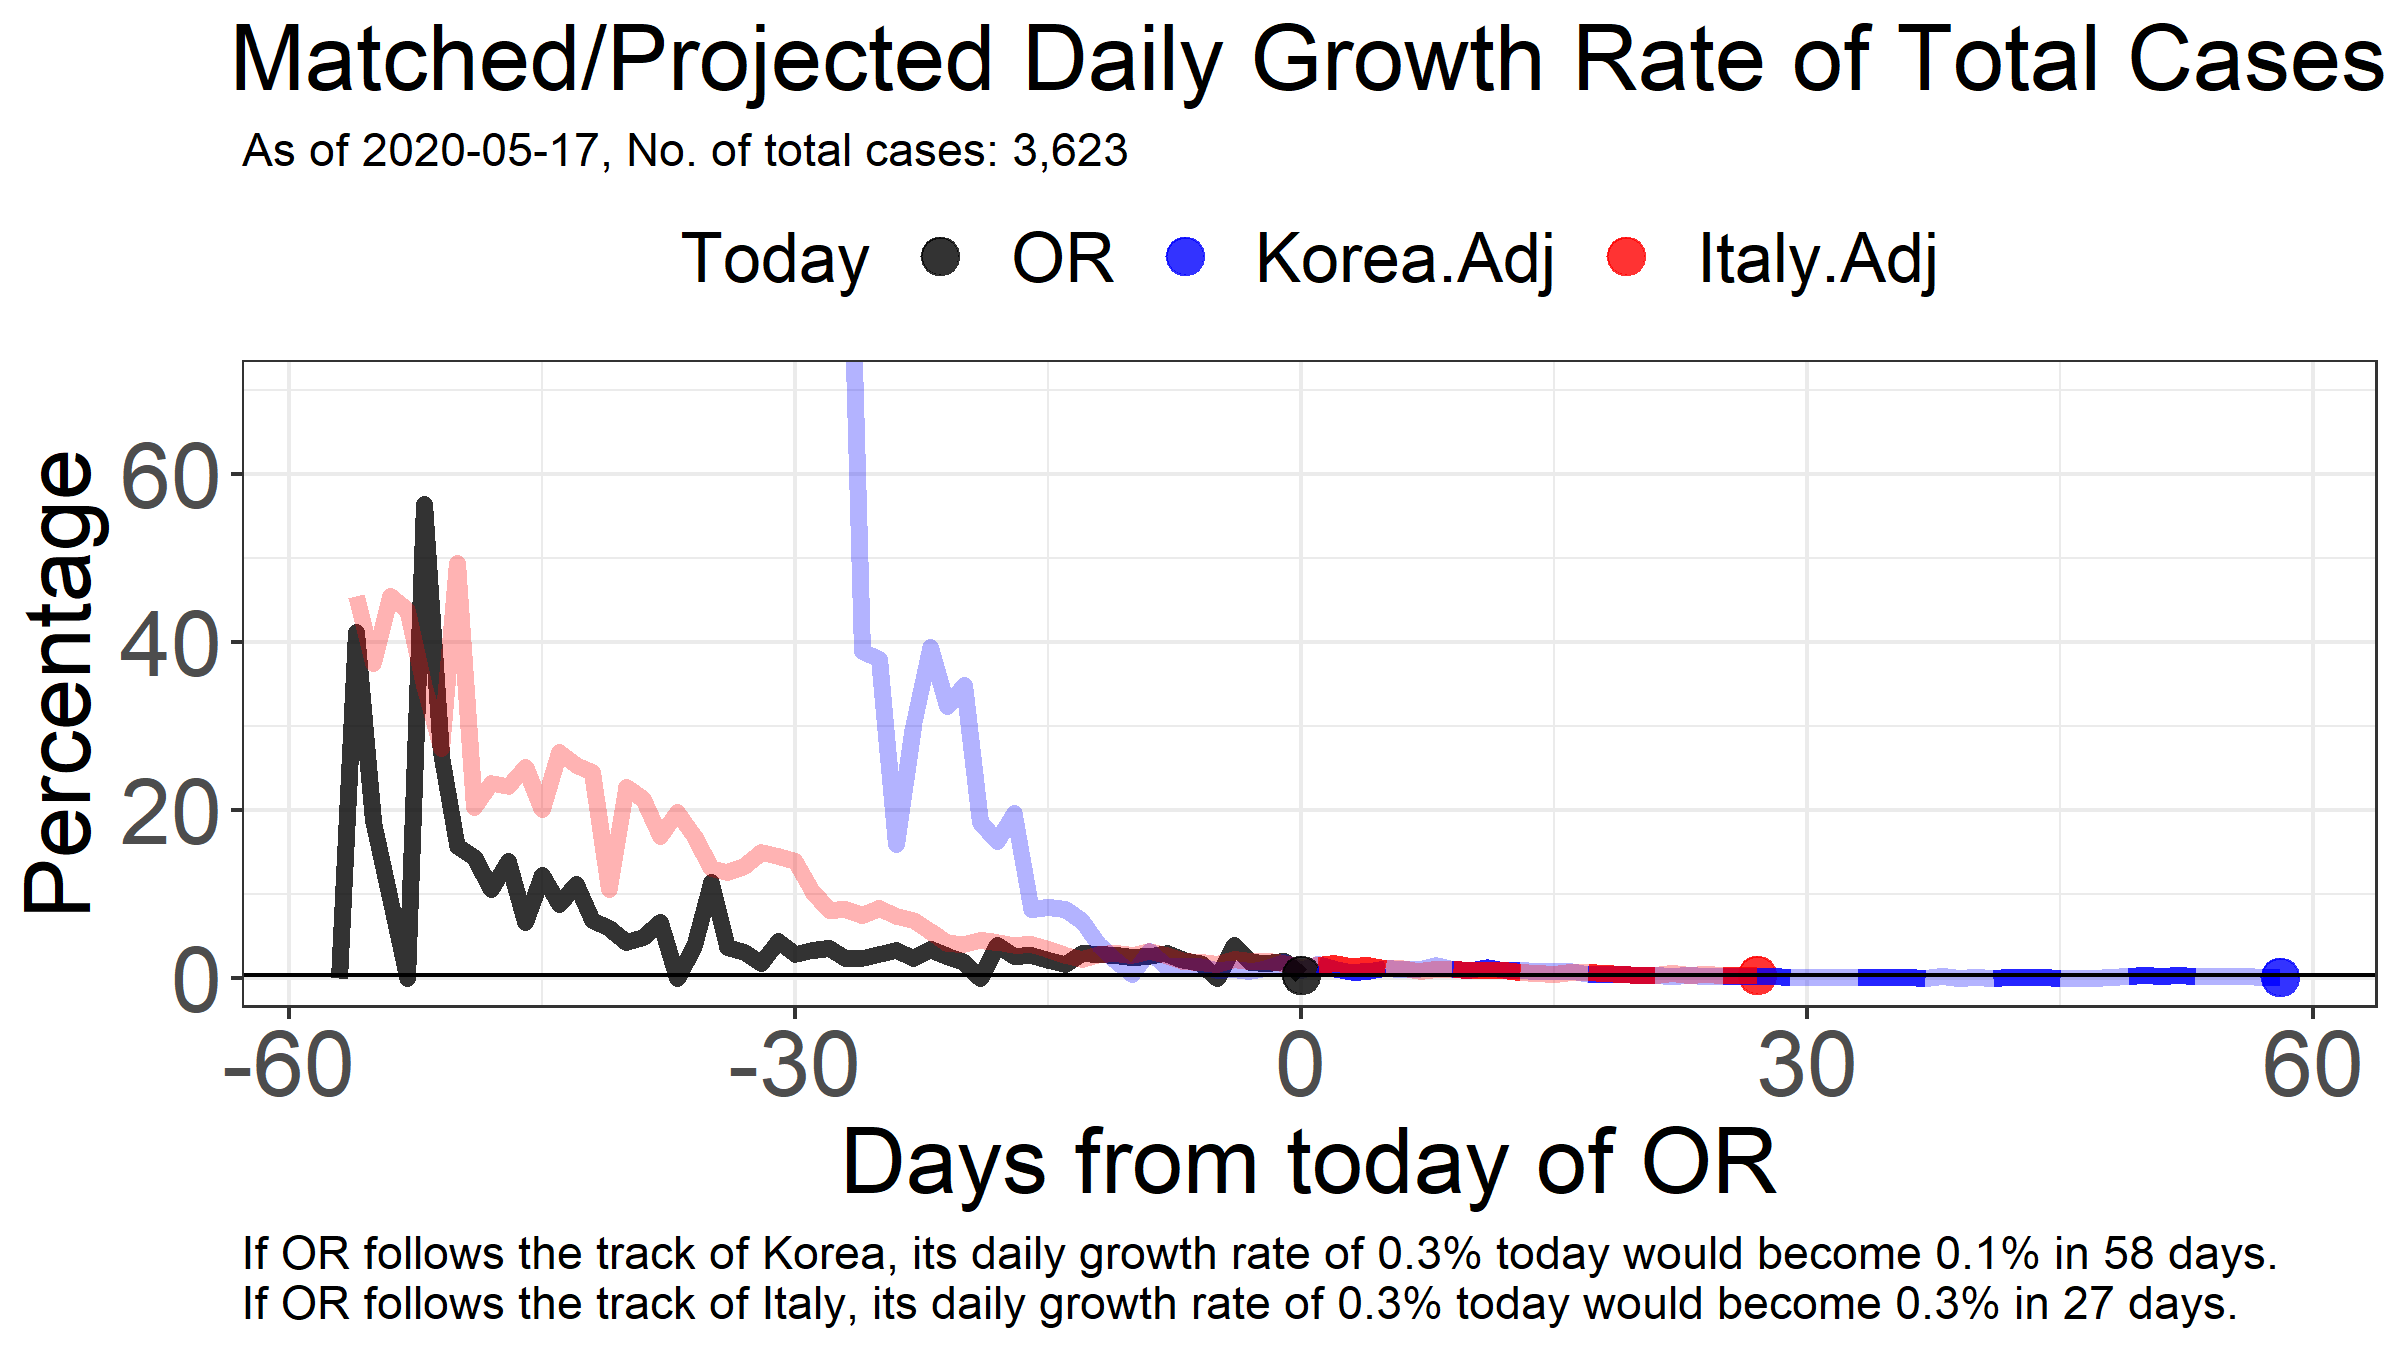 Matched/Projected Daily Growth Rate of Total Cases
As of 2020-05-17, No. of total cases: 3,623
Today OR Korea.Adj Italy.Adj
Percentage
60
40
20
0
-60 -30 0 30 60
Days from today of OR
If OR follows the track of Korea, its daily growth rate of 0.3% today would become 0.1% in 58 days.
If OR follows the track of Italy, its daily growth rate of 0.3% today would become 0.3% in 27 days.